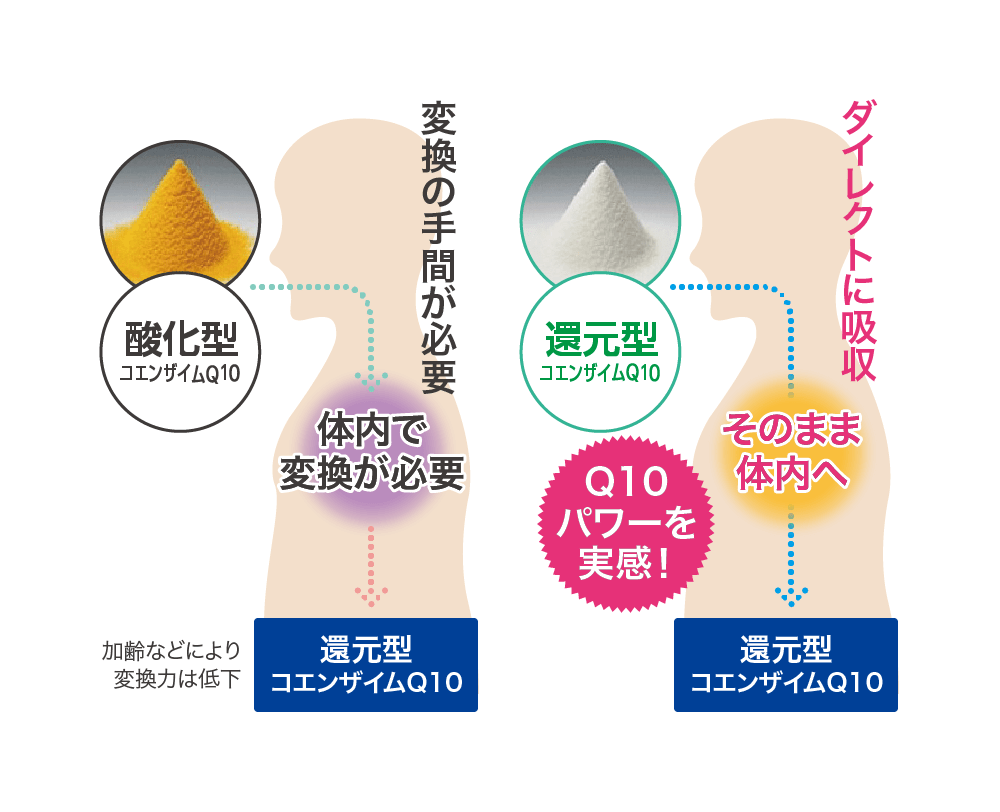 変換の手間が必要
酸化型
コエンザイムQ10
体内で
変換が必要
加齢などにより
変換力は低下
還元型
コエンザイムQ10
ダイレクトに吸収
還元型
コエンザイムQ10
そのまま
体内へ
Q10
パワーを
実感！
還元型
コエンザイムQ10